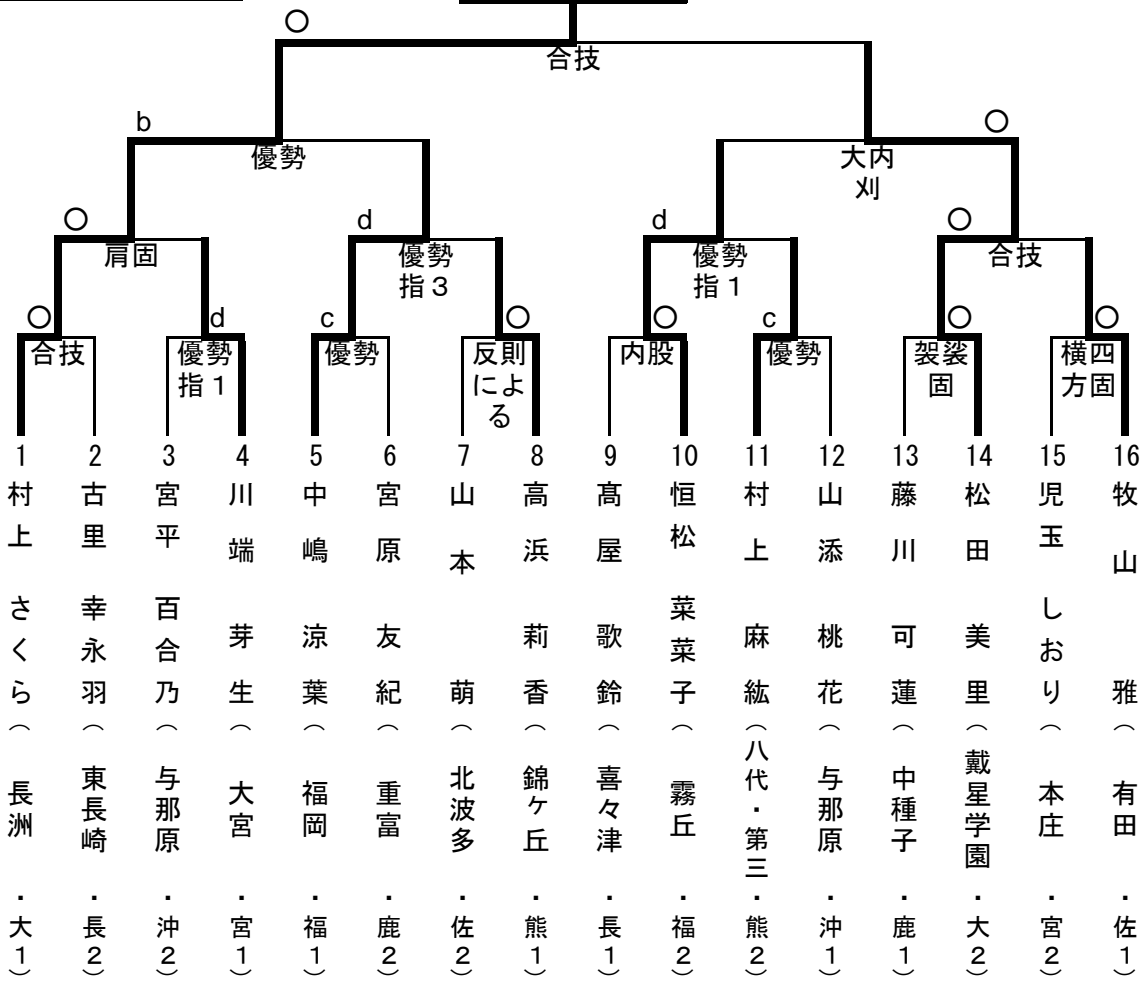 ○
合技
b
○
優勢
大内
刈
○
d
d
○
肩固
優勢
指3
優勢
指1
合技
○
d
c
○
○
c
○
○
合技
優勢
指1
優勢
反則
によ
る
内股
優勢
袈裟
固
横四
方固
1
2
3
4
5
6
7
8
9
10
11
12
13
14
15
16
村上 さくら（長洲・大1）
古里 幸永羽（東長崎・長2）
宮平 百合乃（与那原・沖2）
川端 芽生（大宮・宮1）
中嶋 涼葉（福岡・福1）
宮原 友紀（重富・鹿2）
山本 萌（北波多・佐2）
高浜 莉香（錦ケ丘・熊1）
髙屋 歌鈴（喜々津・長1）
恒松 菜菜子（霧丘・福2）
村上 麻紘（八代・第三・熊2）
山添 桃花（与那原・沖1）
藤川 可蓮（中種子・鹿1）
松田 美里（戴星学園・大2）
児玉 しおり（本庄・宮2）
牧山 雅（有田・佐1）